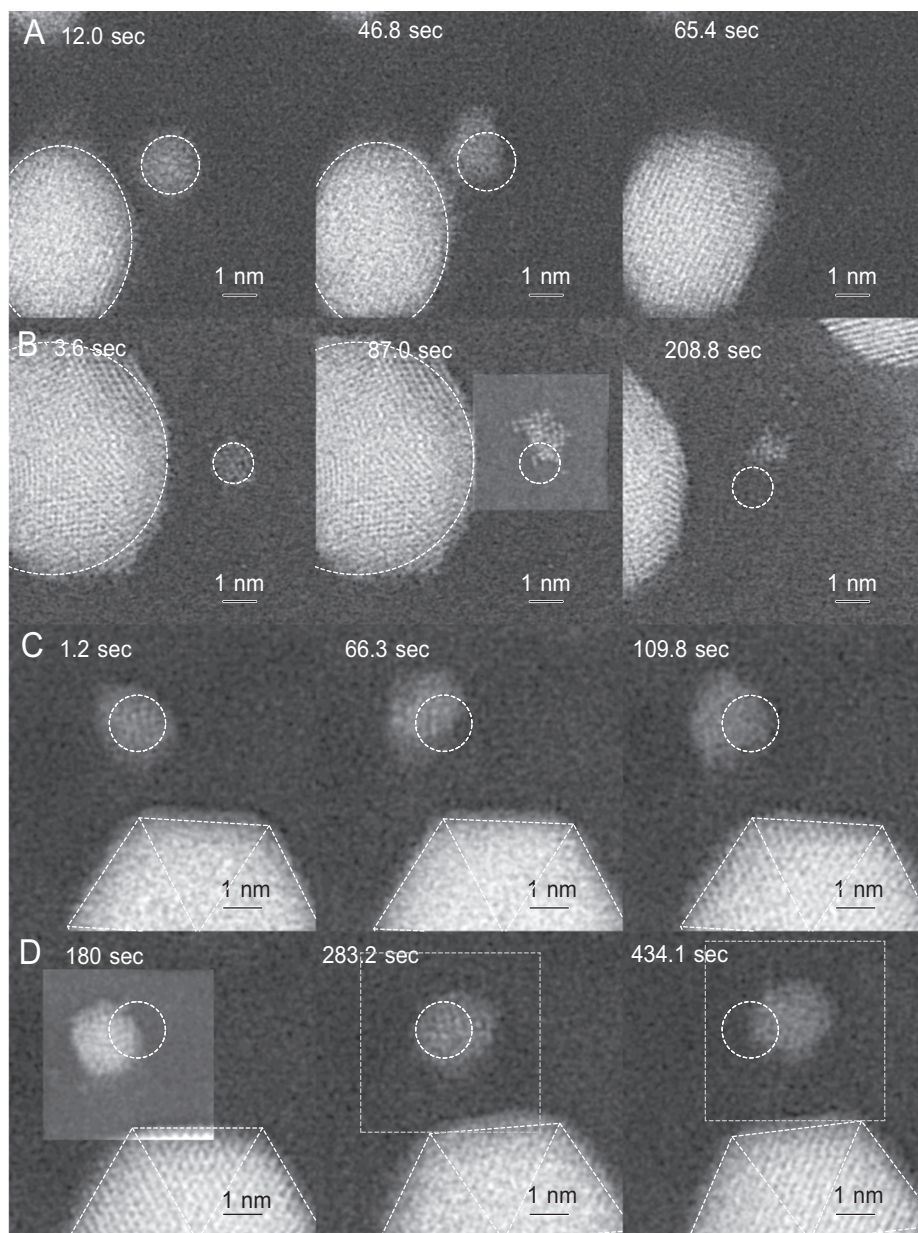 A
12.0 sec
46.8 sec
65.4 sec
1 nm
1 nm
1 nm
B
3.6 sec
87.0 sec
208.8 sec
1 nm
1 nm
1 nm
C
1.2 sec
66.3 sec
109.8 sec
1 nm
1 nm
1 nm
D
180 sec
283.2 sec
434.1 sec
1 nm
1 nm
1 nm